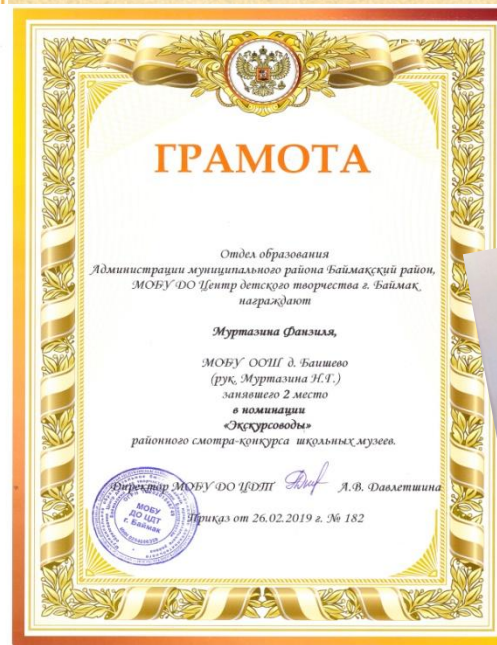 ГРАМОТА
Отдел образования
Администрации муниципального района Баймакский район,
МОБУ ДО Центр детского творчества г. Баймак
награждают
Муртазина Фанзиля,
МОБУ ООШ д. Баишево
(рук. Муртазина Н.Г.)
занявшего 2 место
в номинации
«Экскурсоводы»
районного смотра-конкурса школьных музеев.
Директор МОБУ ДО ЦДТ А.В. Давлетшина
Приказ от 26.02.2019 г. № 182
МОБУ
ДО ЦДТ
г. Баймак